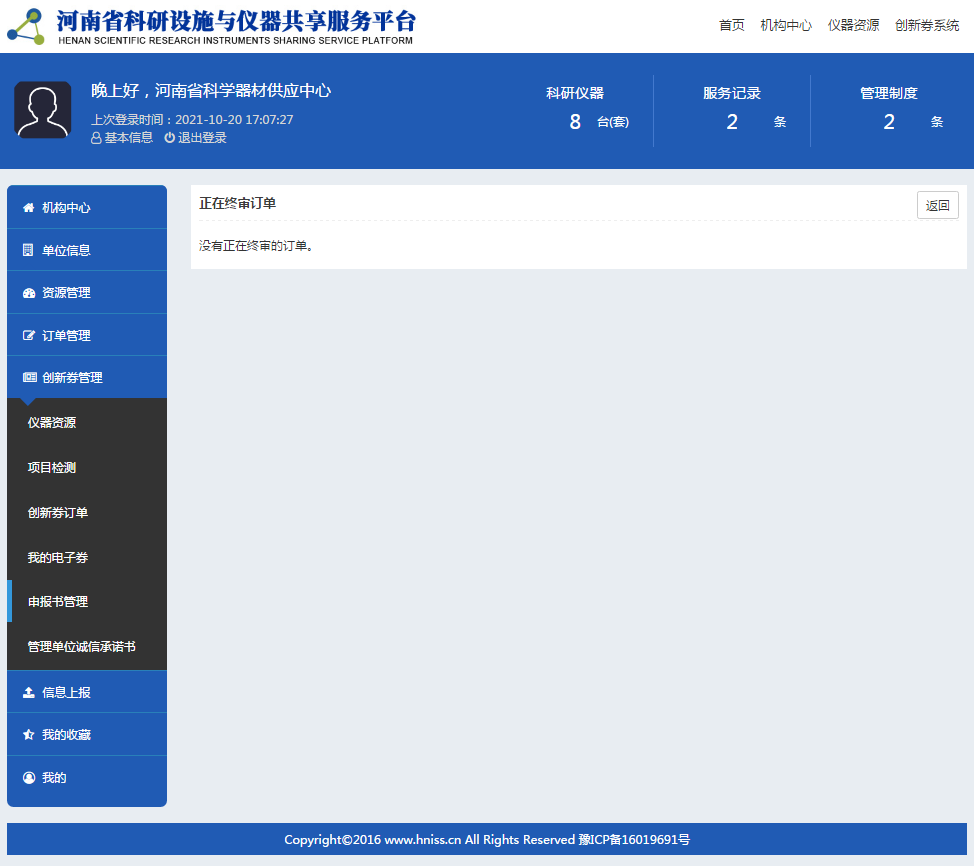 河南省科研设施与仪器共享服务平台
HENAN SCIENTIFIC RESEARCH INSTRUMENTS SHARING SERVICE PLATFORM
首页 机构中心 仪器资源 创新券系统
晚上好，河南省科学器材供应中心
上次登录时间：2021-10-20 17:07:27
基本信息 退出登录
科研仪器 服务记录 管理制度
8 台(套) 2 条 2 条
机构中心
单位信息
资源管理
订单管理
创新券管理
仪器资源
项目检测
创新券订单
我的电子券
申报书管理
管理单位诚信承诺书
信息上报
我的收藏
我的
正在终审订单 返回
没有正在终审的订单。
Copyright©2016 www.hniss.cn All Rights Reserved 豫ICP备16019691号